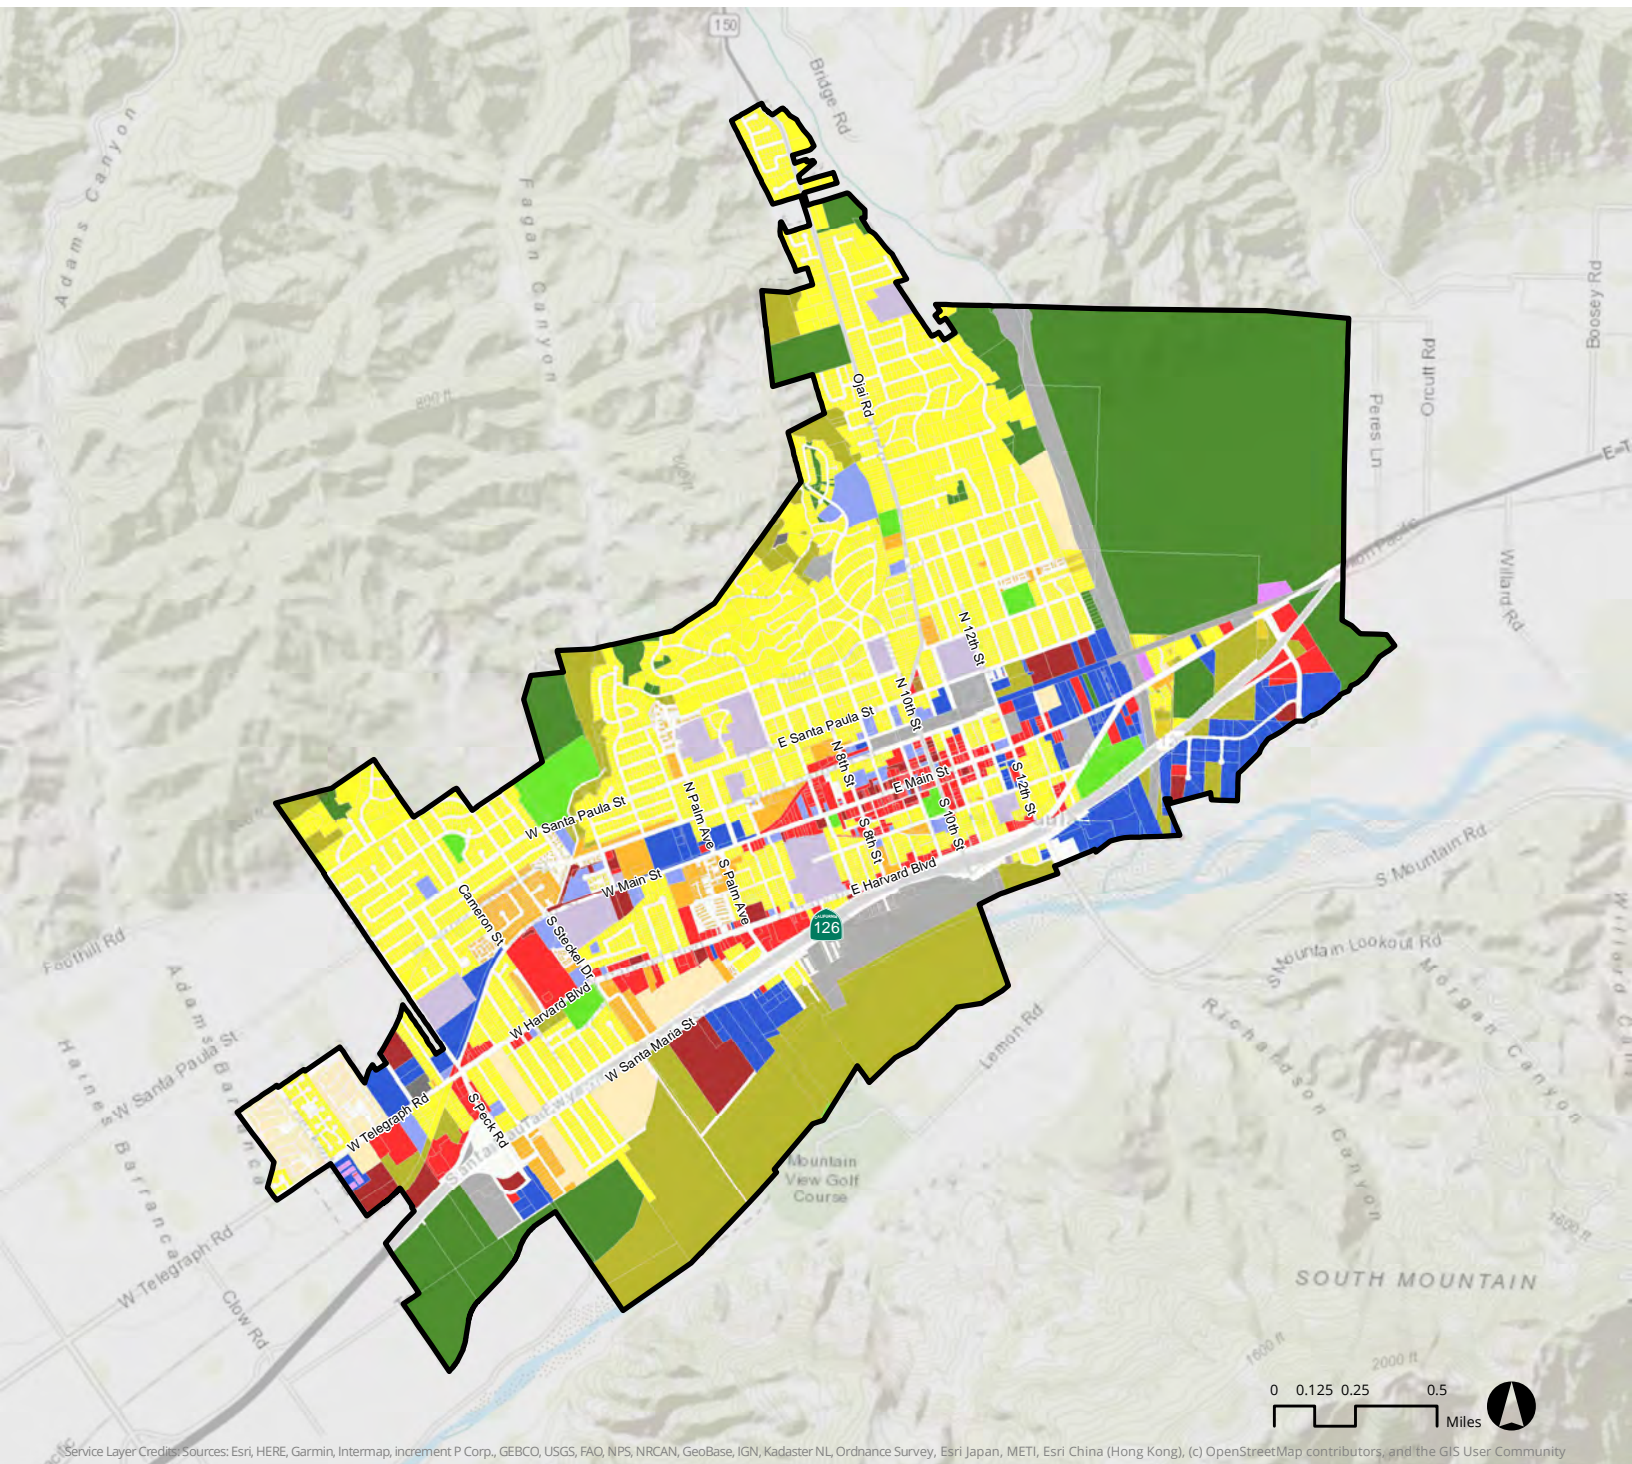 150
Bridge Rd
Adams Canyon
Fagan Canyon
Boosey Rd
Orcutt Rd
Peres Ln
Ojai Rd
800 ft
Willard Rd
N 12th St
N 10th St
E Santa Paula St
N 8th St
E Main St
S 12th St
N Palm Ave
W Santa Paula St
S 10th St
S 8th St
S Mountain Rd
S Palm Ave
W Main St
E Harvard Blvd
Cameron St
CALIFORNIA
126
S Steckel Dr
Foothill Rd
S Mountain Lookout Rd
Morgan Canyon
W Harvard Blvd
Richardson Canyon
Lemon Rd
W Santa Maria St
W Santa Paula St
Adams Barranca
Haines Barranca
W Telegraph Rd
S Peck Rd
Mountain
View Golf
Course
1600 ft
W Telegraph Rd
SOUTH MOUNTAIN
Clow Rd
1600 ft
2000 ft
0 0.125 0.25 0.5
Miles
Service Layer Credits: Sources: Esri, HERE, Garmin, Intermap, increment P Corp., GEBCO, USGS, FAO, NPS, NRCAN, GeoBase, IGN, Kadaster NL, Ordnance Survey, Esri Japan, METI, Esri China (Hong Kong), (c) OpenStreetMap contributors, and the GIS User Community